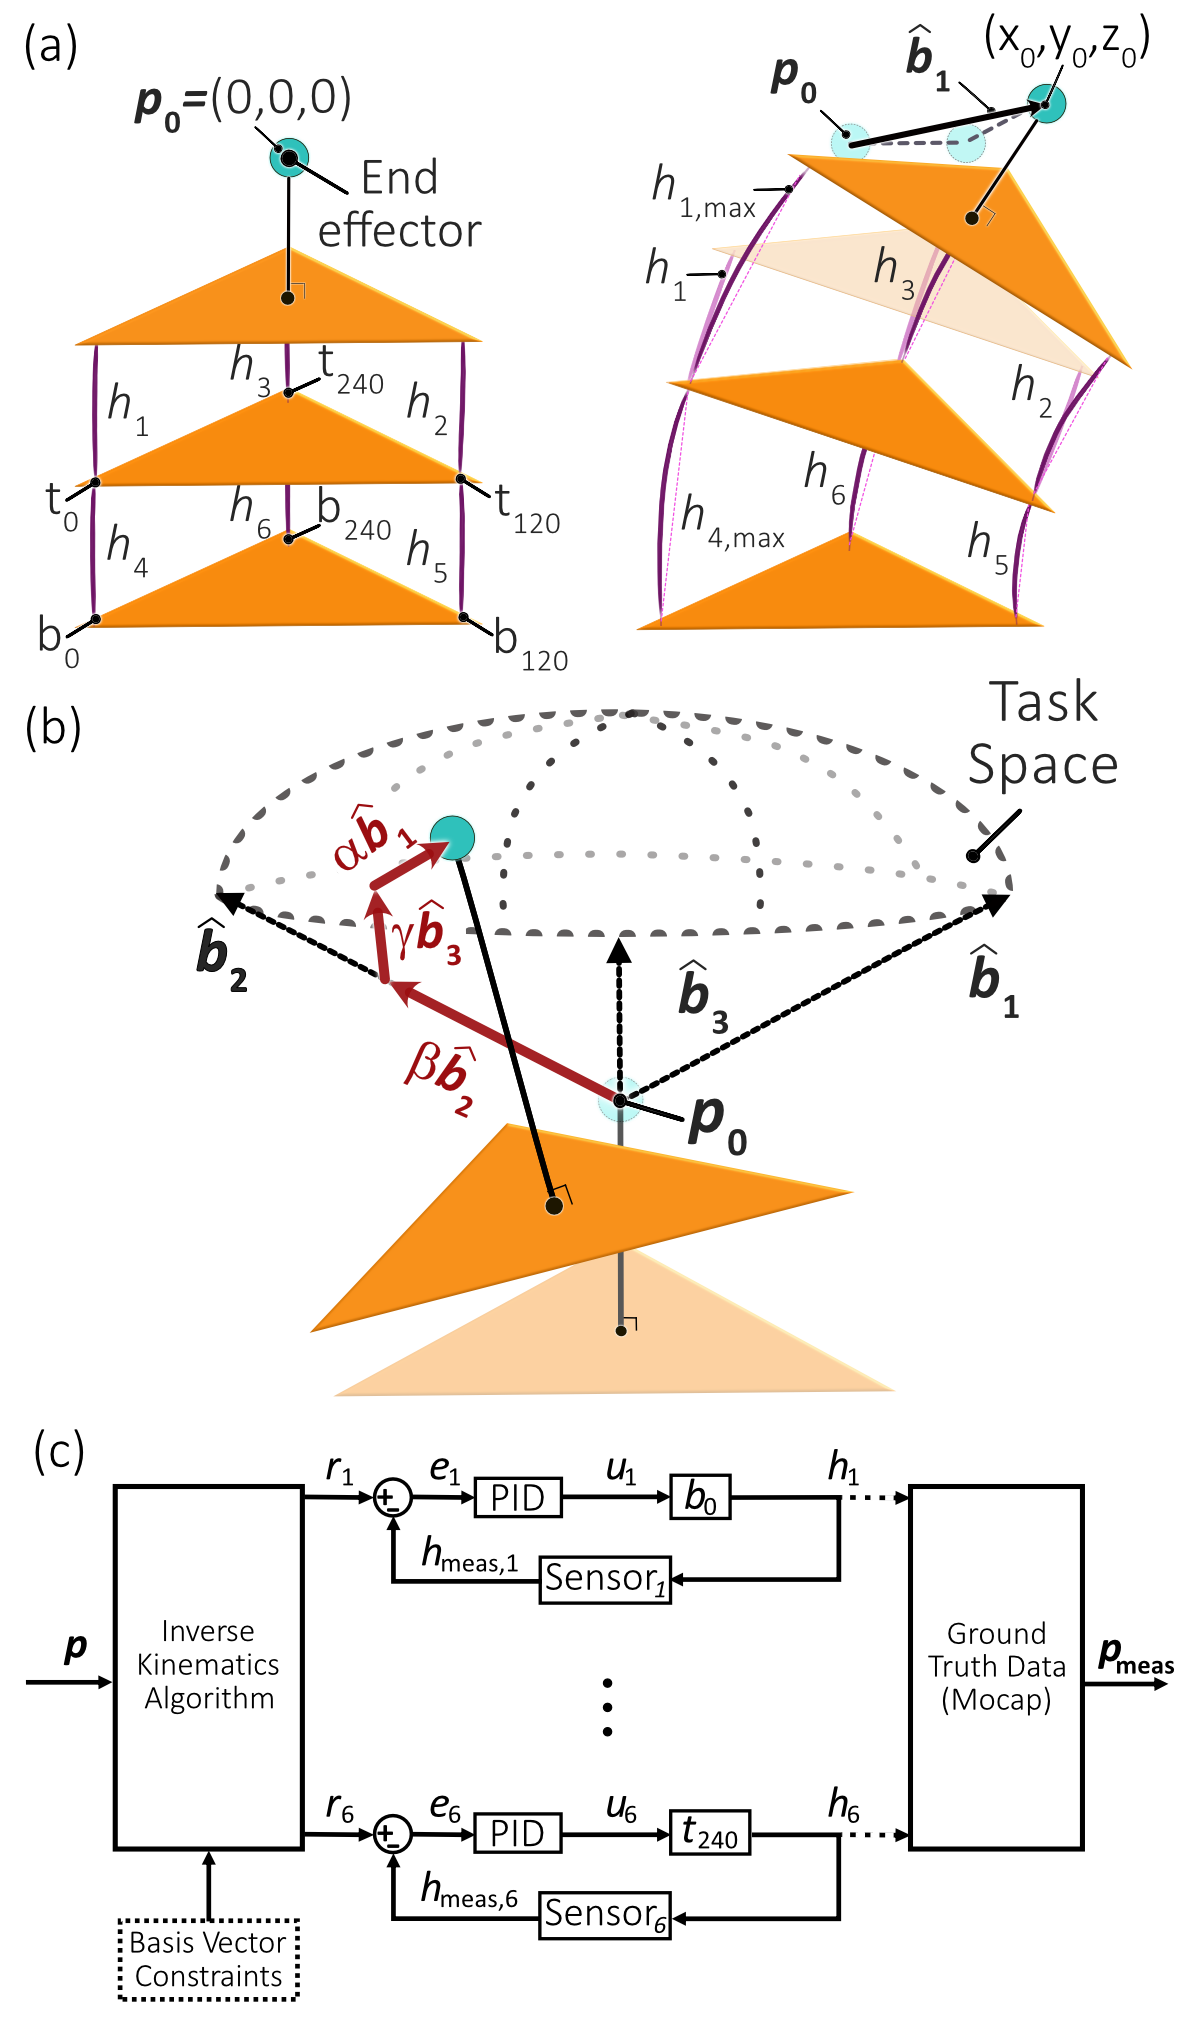 (a)
p₀=(0,0,0)
End
effector
h₃
t₂₄₀
h₁
h₂
t₀
t₁₂₀
h₆
b₂₄₀
h₄
h₅
b₀
b₁₂₀
p₀
b̂₁
(x₀,y₀,z₀)
h₁,max
h₁
h₃
h₂
h₆
h₄,max
h₅
(b)
Task
Space
αb̂₁
γb̂₃
b̂₂
b̂₃
b̂₁
βb̂₂
p₀
(c)
r₁
+
-
e₁
PID
u₁
b₀
h₁
hmeas,1
Sensor₁
p
Inverse
Kinematics
Algorithm
Ground
Truth Data
(Mocap)
pmeas
r₆
+
-
e₆
PID
u₆
t₂₄₀
h₆
hmeas,6
Sensor₆
Basis Vector
Constraints